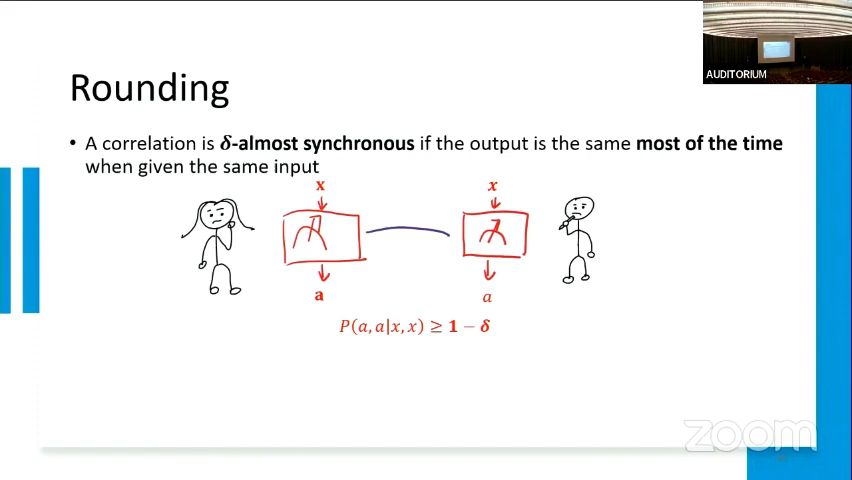 AUDITORIUM
Rounding
• A correlation is δ-almost synchronous if the output is the same most of the time
when given the same input
x x
a a
P(a, a|x, x) ≥ 1 − δ
zoom